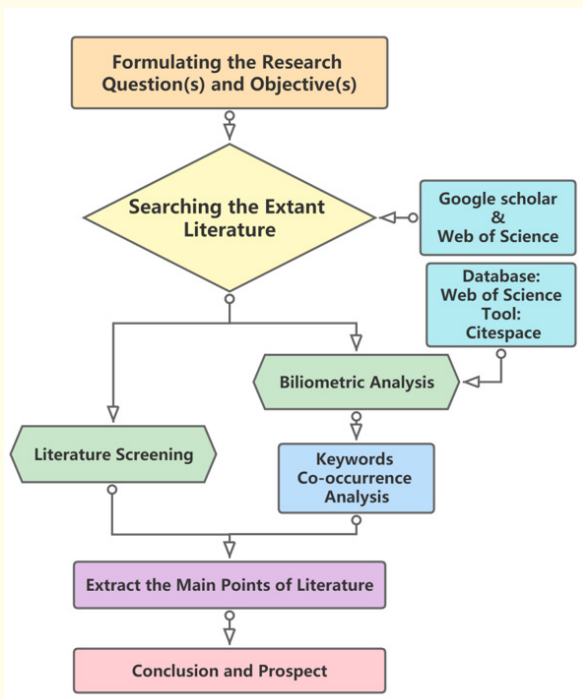 Formulating the Research
Question(s) and Objective(s)
Searching the Extant
Literature
Google scholar
&
Web of Science
Database:
Web of Science
Tool:
Citespace
Biliometric Analysis
Literature Screening
Keywords
Co-occurrence
Analysis
Extract the Main Points of Literature
Conclusion and Prospect